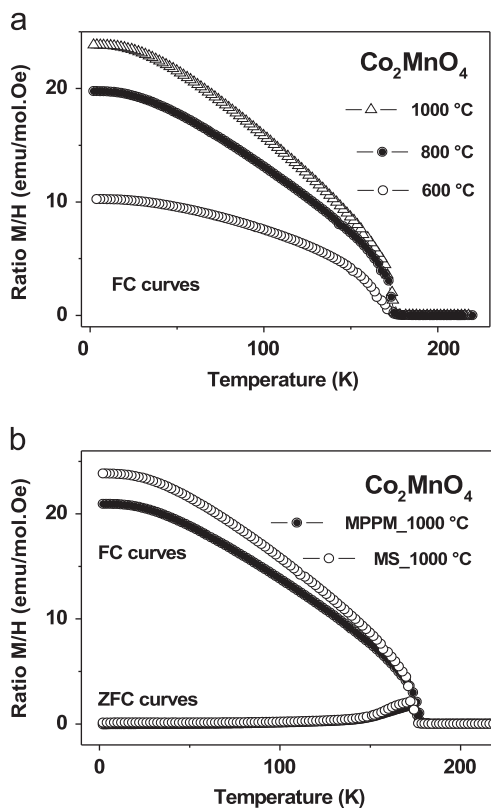 a
Ratio M/H (emu/mol.Oe)
20
10
0
Co₂MnO₄
1000 °C
800 °C
600 °C
FC curves
0
100
200
Temperature (K)
b
Ratio M/H (emu/mol.Oe)
20
10
0
Co₂MnO₄
MPPM_1000 °C
MS_1000 °C
FC curves
ZFC curves
0
100
200
Temperature (K)